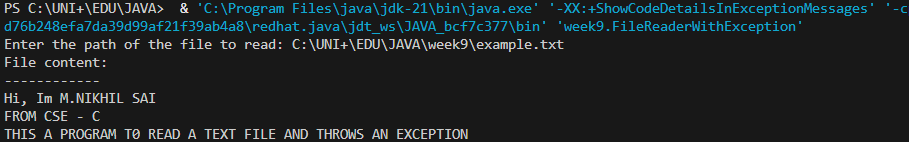 PS C:\UNI+\EDU\JAVA>  & 'C:\Program Files\java\jdk-21\bin\java.exe' '-XX:+ShowCodeDetailsInExceptionMessages' '-c
d76b248efa7da39d99af21f39ab4a8\redhat.java\jdt_ws\JAVA_bcf7c377\bin' 'week9.FileReaderWithException'
Enter the path of the file to read: C:\UNI+\EDU\JAVA\week9\example.txt
File content:
------------
Hi, Im M.NIKHIL SAI
FROM CSE - C
THIS A PROGRAM T0 READ A TEXT FILE AND THROWS AN EXCEPTION